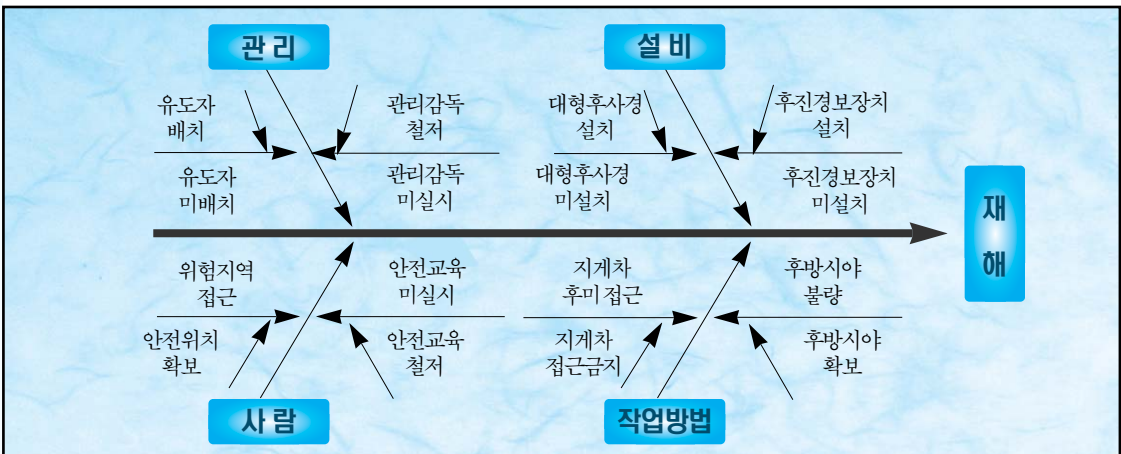 관 리
설 비
유도자
배치
관리감독
철저
대형후사경
설치
후진경보장치
설치
유도자
미배치
관리감독
미실시
대형후사경
미설치
후진경보장치
미설치
재
해
위험지역
접근
안전교육
미실시
지게차
후미 접근
후방시야
불량
안전위치
확보
안전교육
철저
지게차
접근금지
후방시야
확보
사 람
작업방법